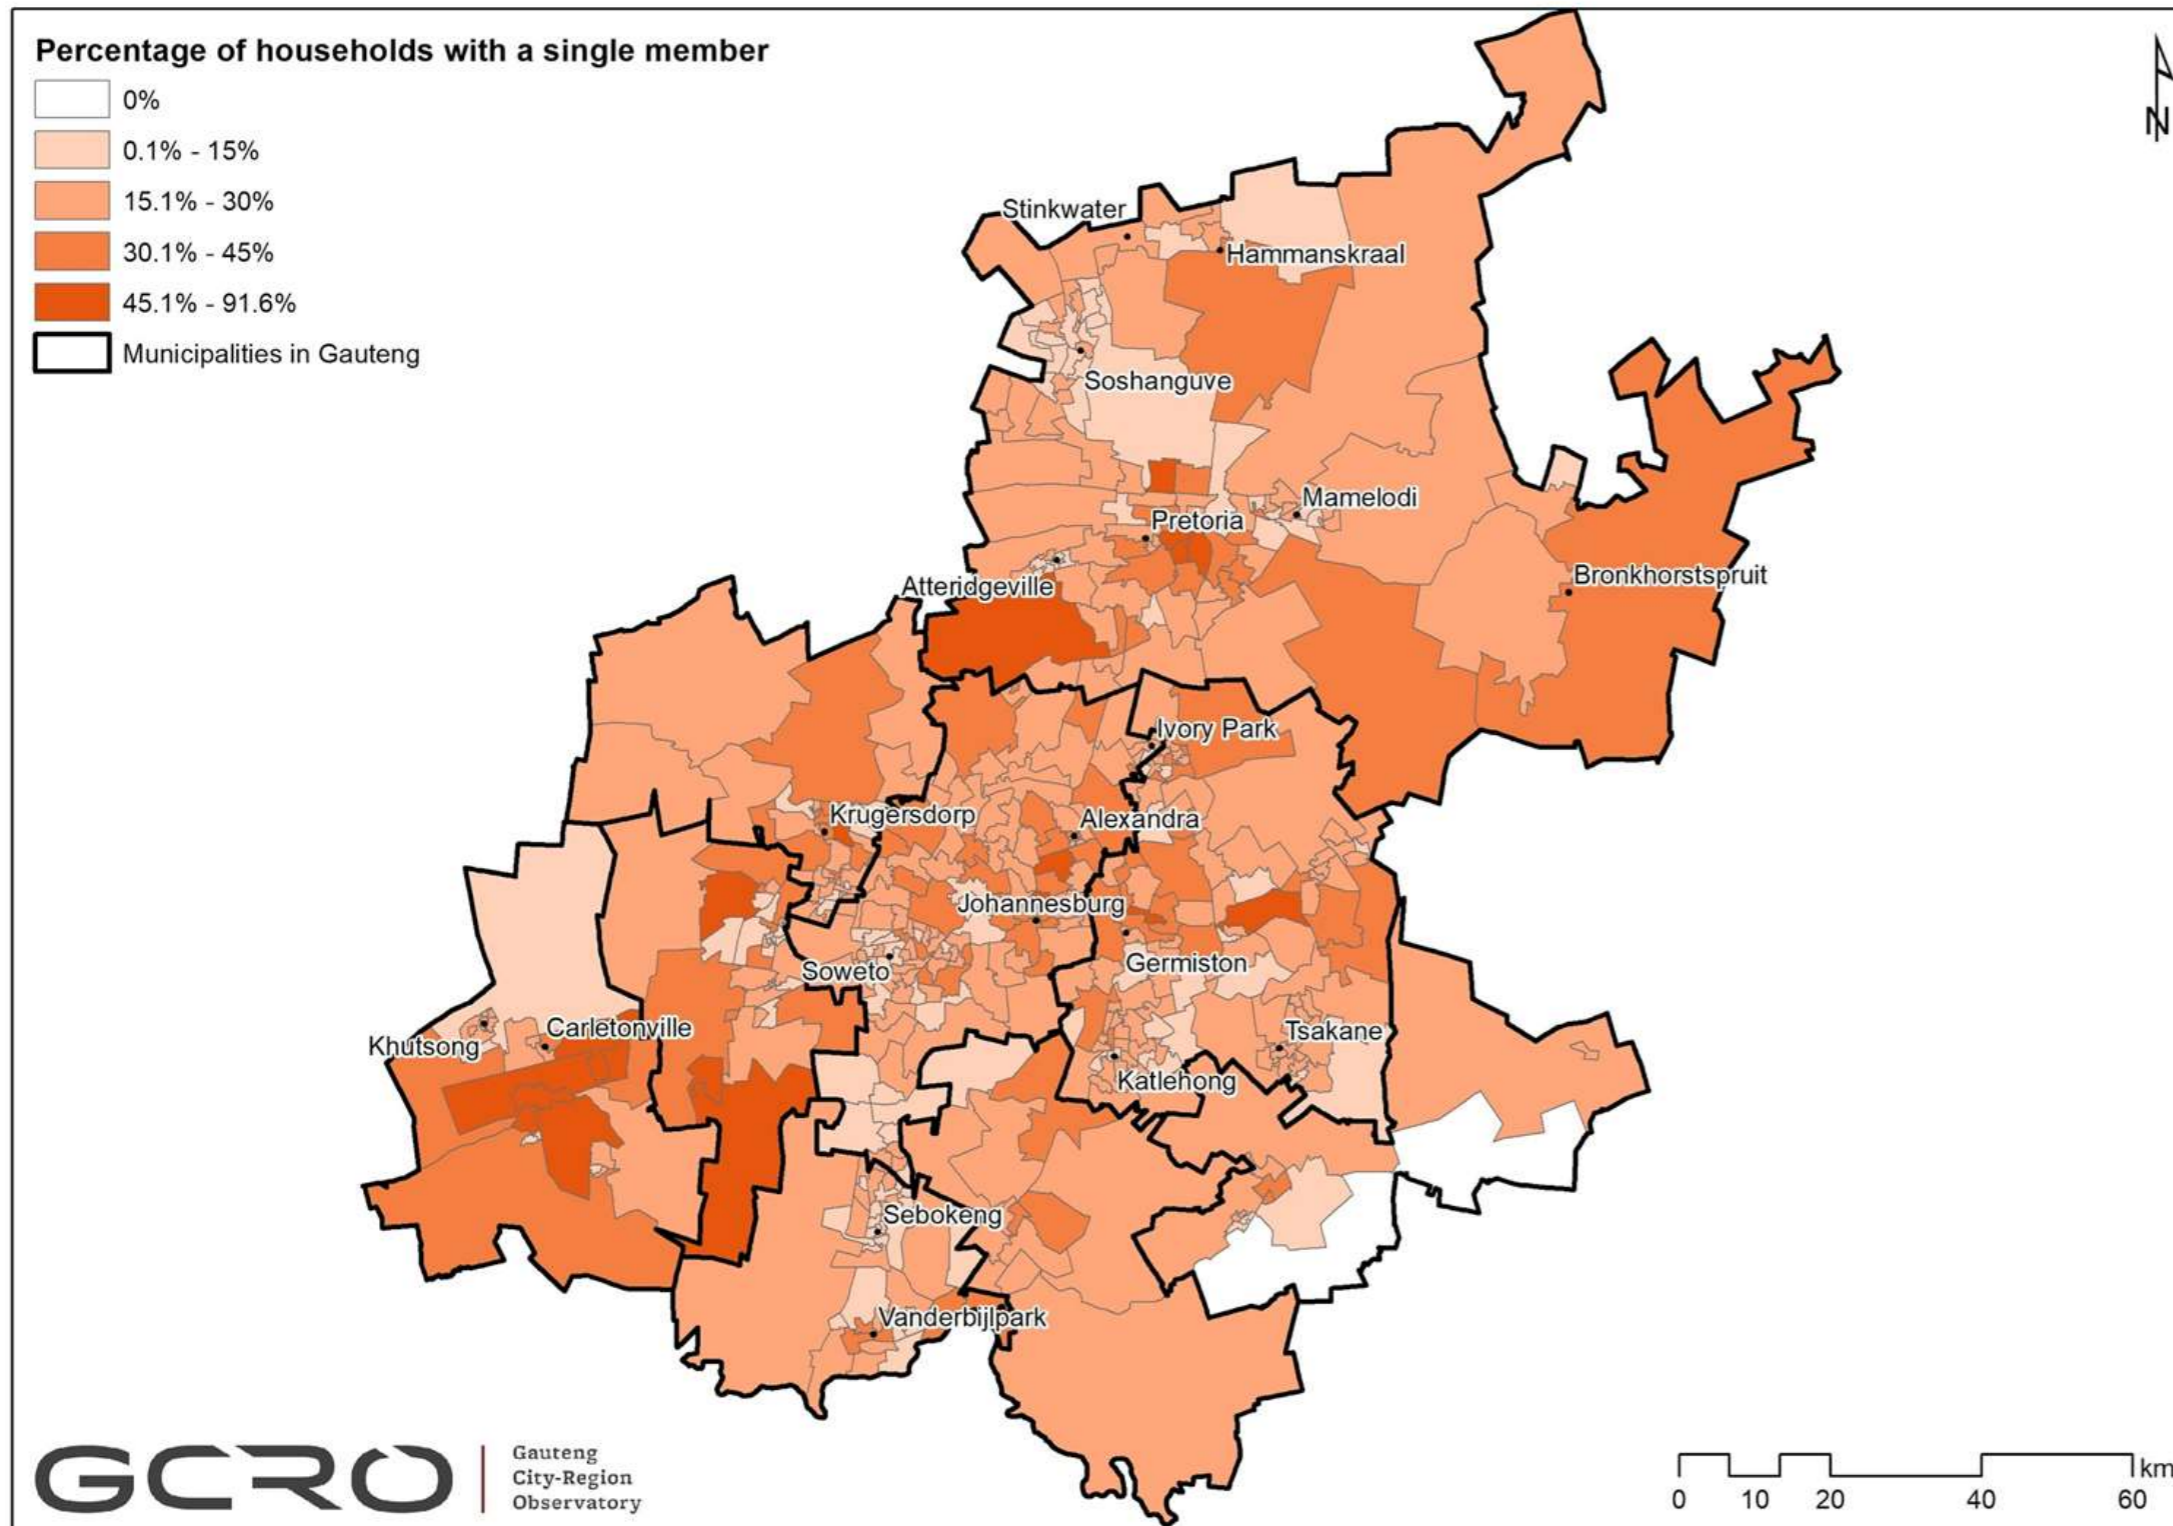 Percentage of households with a single member
0%
0.1% - 15%
15.1% - 30%
30.1% - 45%
45.1% - 91.6%
Municipalities in Gauteng
N
Stinkwater
Hammanskraal
Soshanguve
Mamelodi
Pretoria
Bronkhorstspruit
Atteridgeville
Ivory Park
Krugersdorp
Alexandra
Johannesburg
Germiston
Soweto
Carletonville
Khutsong
Tsakane
Katlehong
Sebokeng
Vanderbijlpark
GCRO
Gauteng
City-Region
Observatory
km
0 10 20 40 60